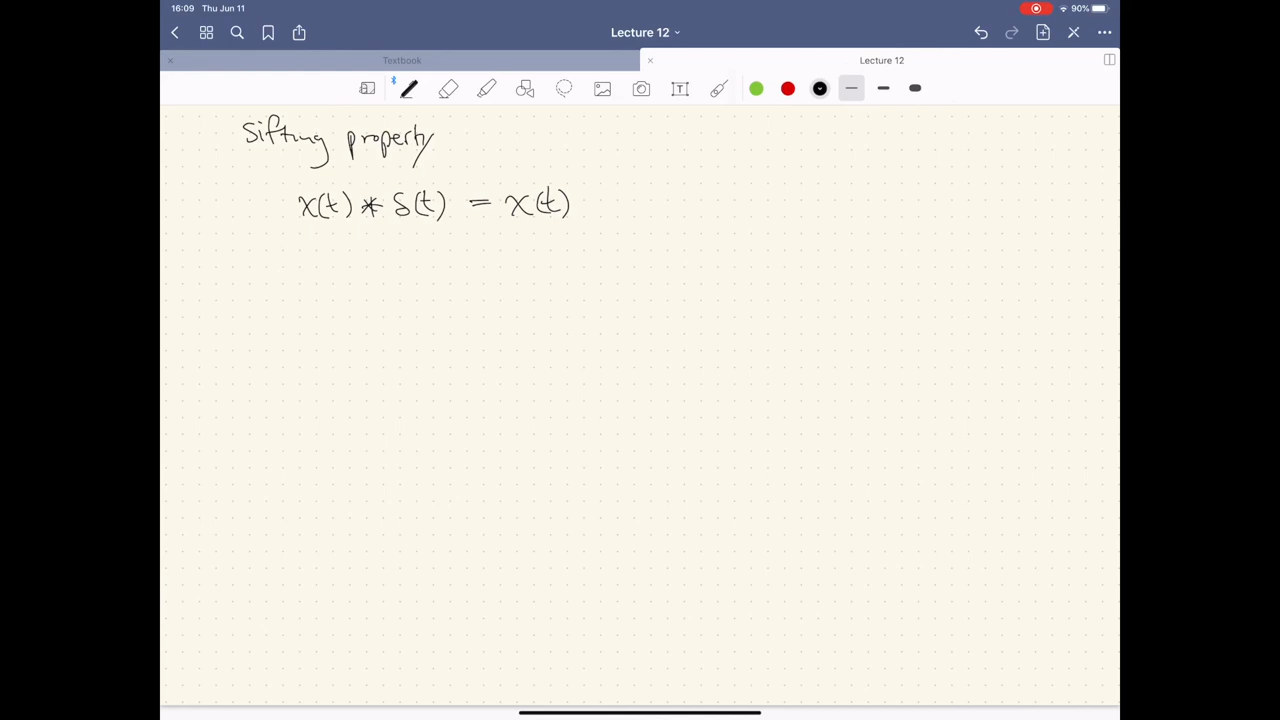 16:09 Thu Jun 11 90%
Lecture 12
Textbook Lecture 12
T
Sifting property
x(t) * δ(t) = x(t)